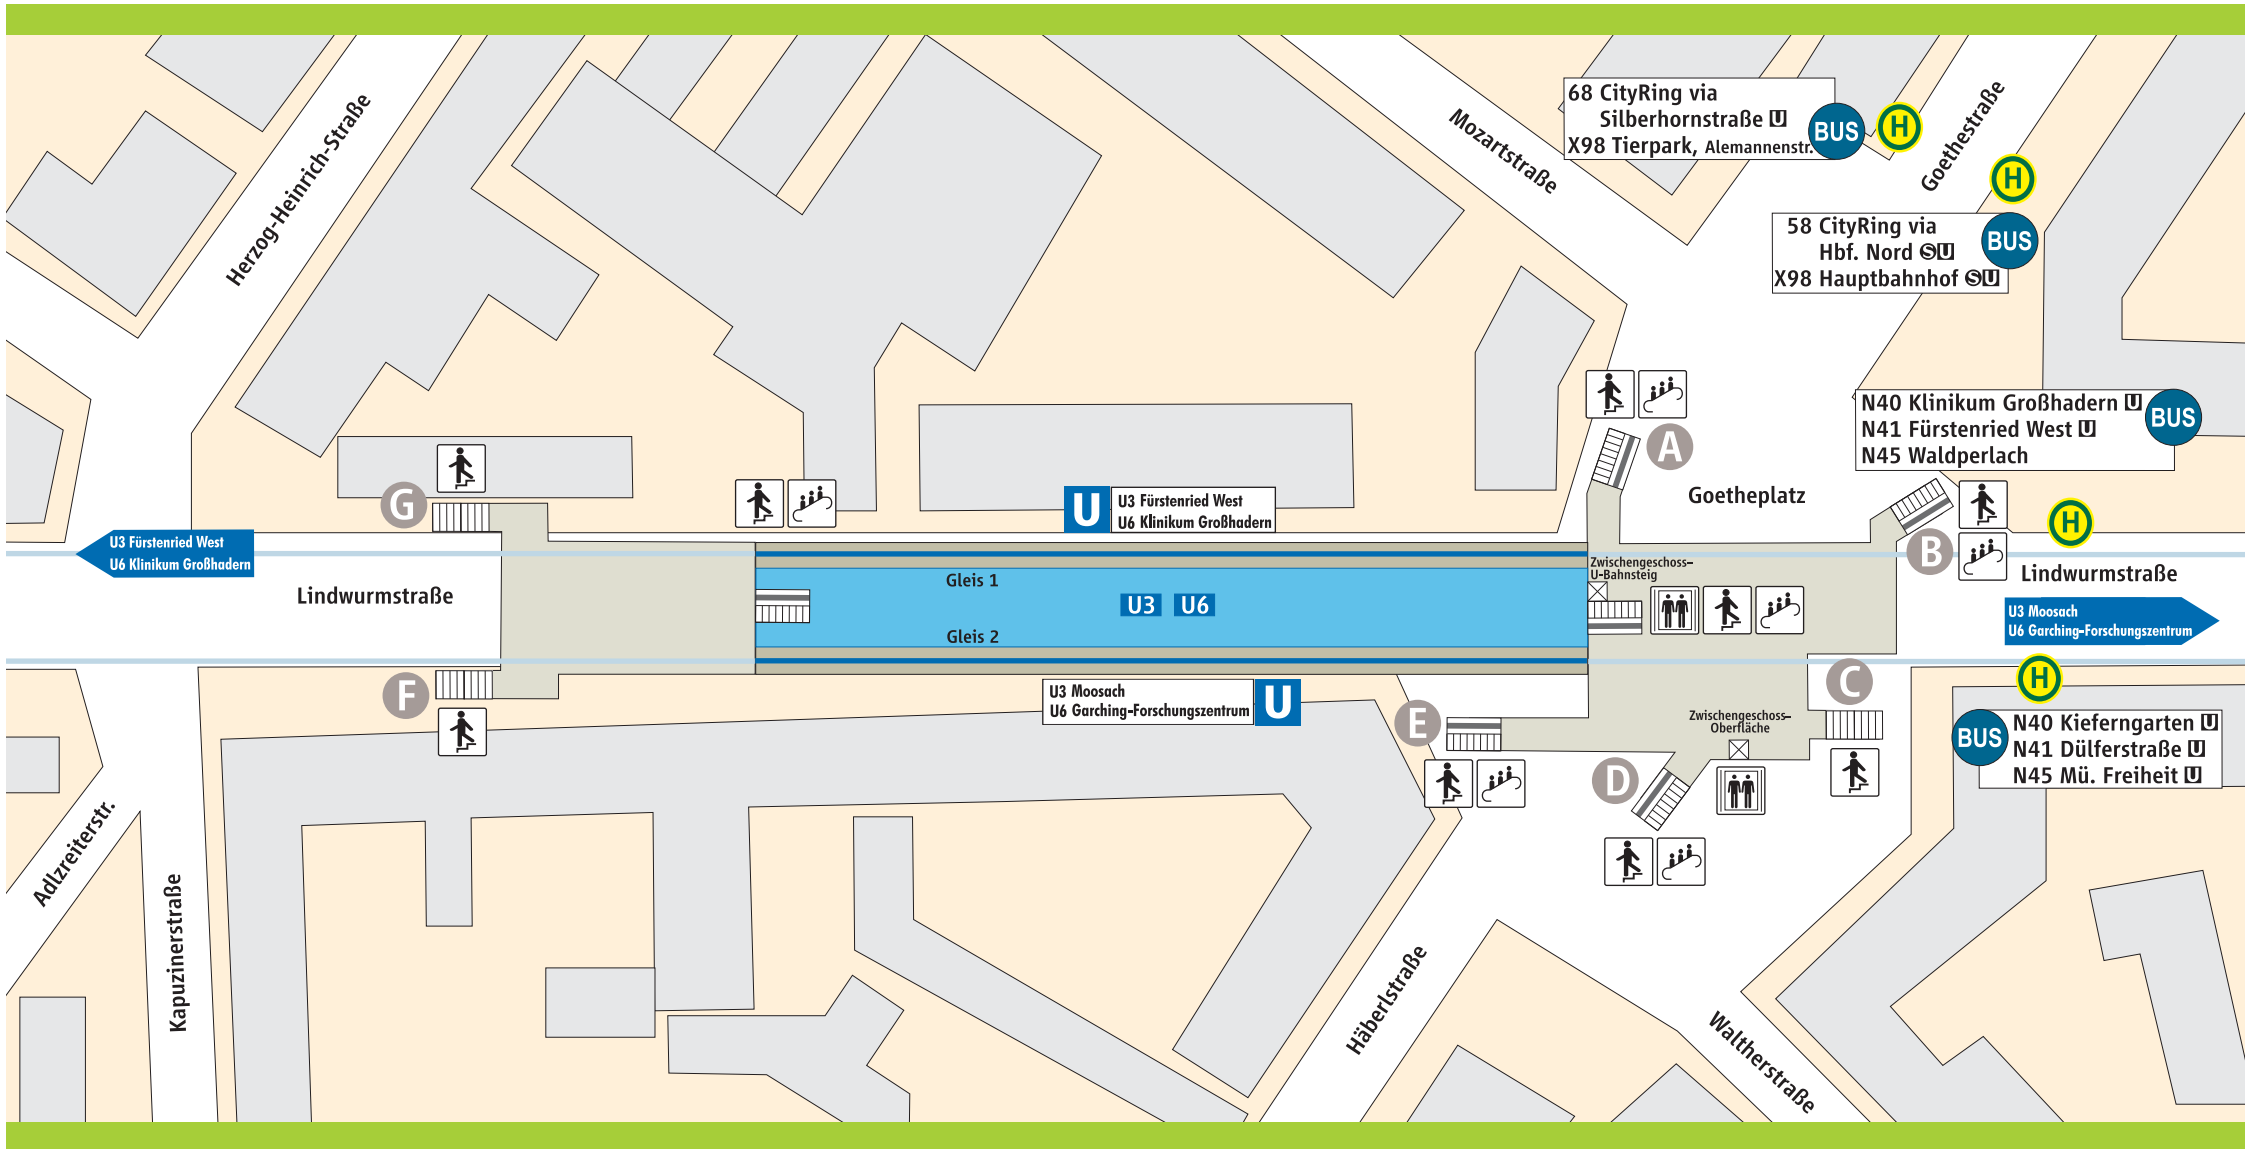 68 CityRing via
Silberhornstraße U
X98 Tierpark, Alemannenstr.
BUS
H
Mozartstraße
Goethestraße
H
Herzog-Heinrich-Straße
58 CityRing via
Hbf. Nord S U
X98 Hauptbahnhof S U
BUS
N40 Klinikum Großhadern U
N41 Fürstenried West U
N45 Waldperlach
BUS
A
Goetheplatz
G
U
U3 Fürstenried West
U6 Klinikum Großhadern
H
B
U3 Fürstenried West
U6 Klinikum Großhadern
Lindwurmstraße
Gleis 1
U3 U6
Gleis 2
Zwischengeschoss-
U-Bahnsteig
Lindwurmstraße
U3 Moosach
U6 Garching-Forschungszentrum
F
U3 Moosach
U6 Garching-Forschungszentrum
U
E
Zwischengeschoss-
Oberfläche
C
H
D
BUS
N40 Kieferngarten U
N41 Dülferstraße U
N45 Mü. Freiheit U
Adlzreiterstr.
Kapuzinerstraße
Häberlstraße
Waltherstraße